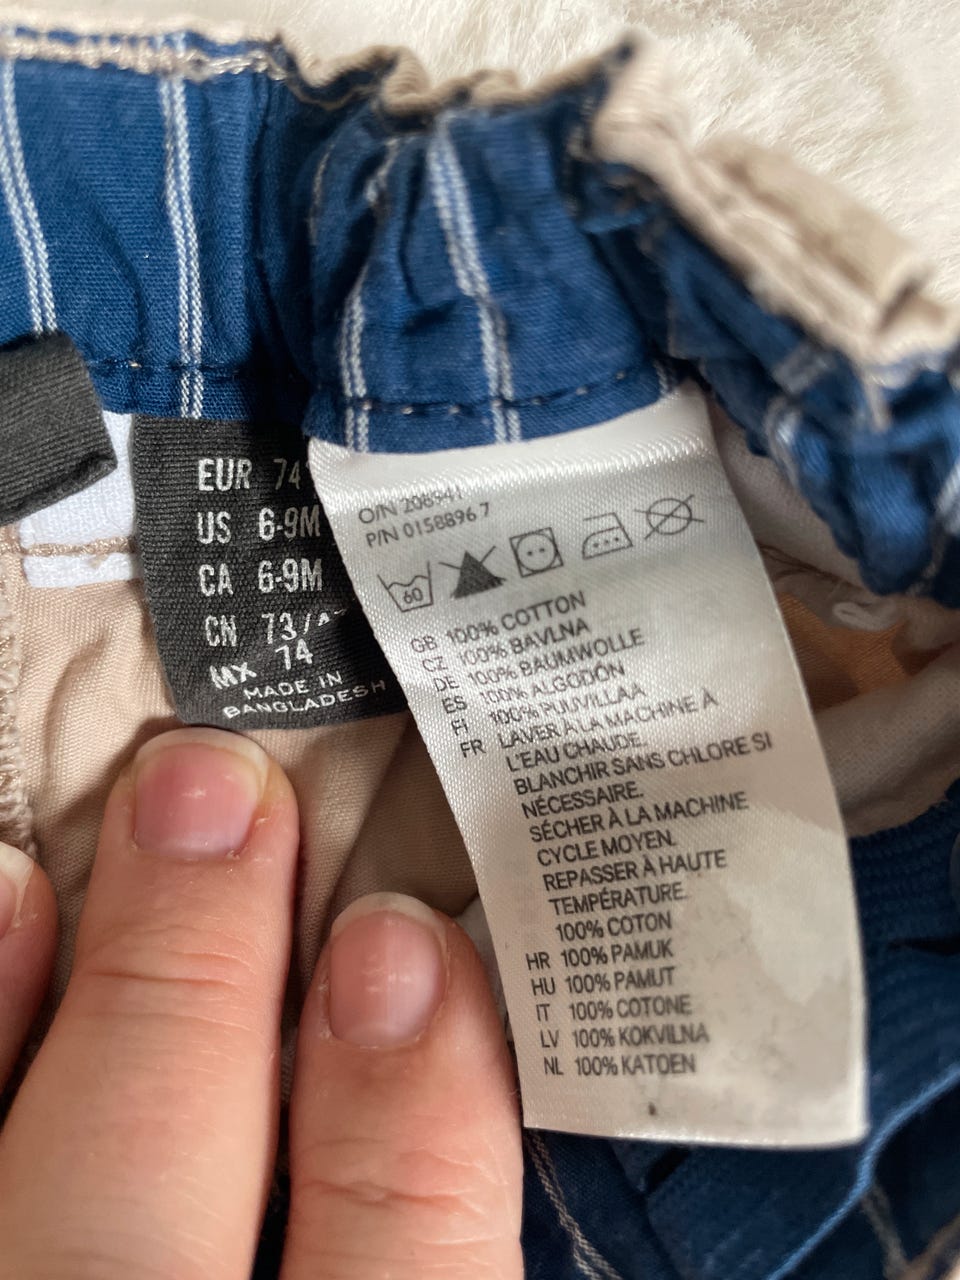 EUR 74
US 6-9M
CA 6-9M
CN 73/
MX 74
MADE IN
BANGLADESH
O/N 208941
P/N 0158896.7
60
GB 100% COTTON
CZ 100% BAVLNA
DE 100% BAUMWOLLE
ES 100% ALGODÓN
FI 100% PUUVILLAA
FR LAVER À LA MACHINE À
L'EAU CHAUDE.
BLANCHIR SANS CHLORE SI
NÉCESSAIRE.
SÉCHER À LA MACHINE
CYCLE MOYEN.
REPASSER À HAUTE
TEMPÉRATURE.
100% COTON
HR 100% PAMUK
HU 100% PAMUT
IT 100% COTONE
LV 100% KOKVILNA
NL 100% KATOEN